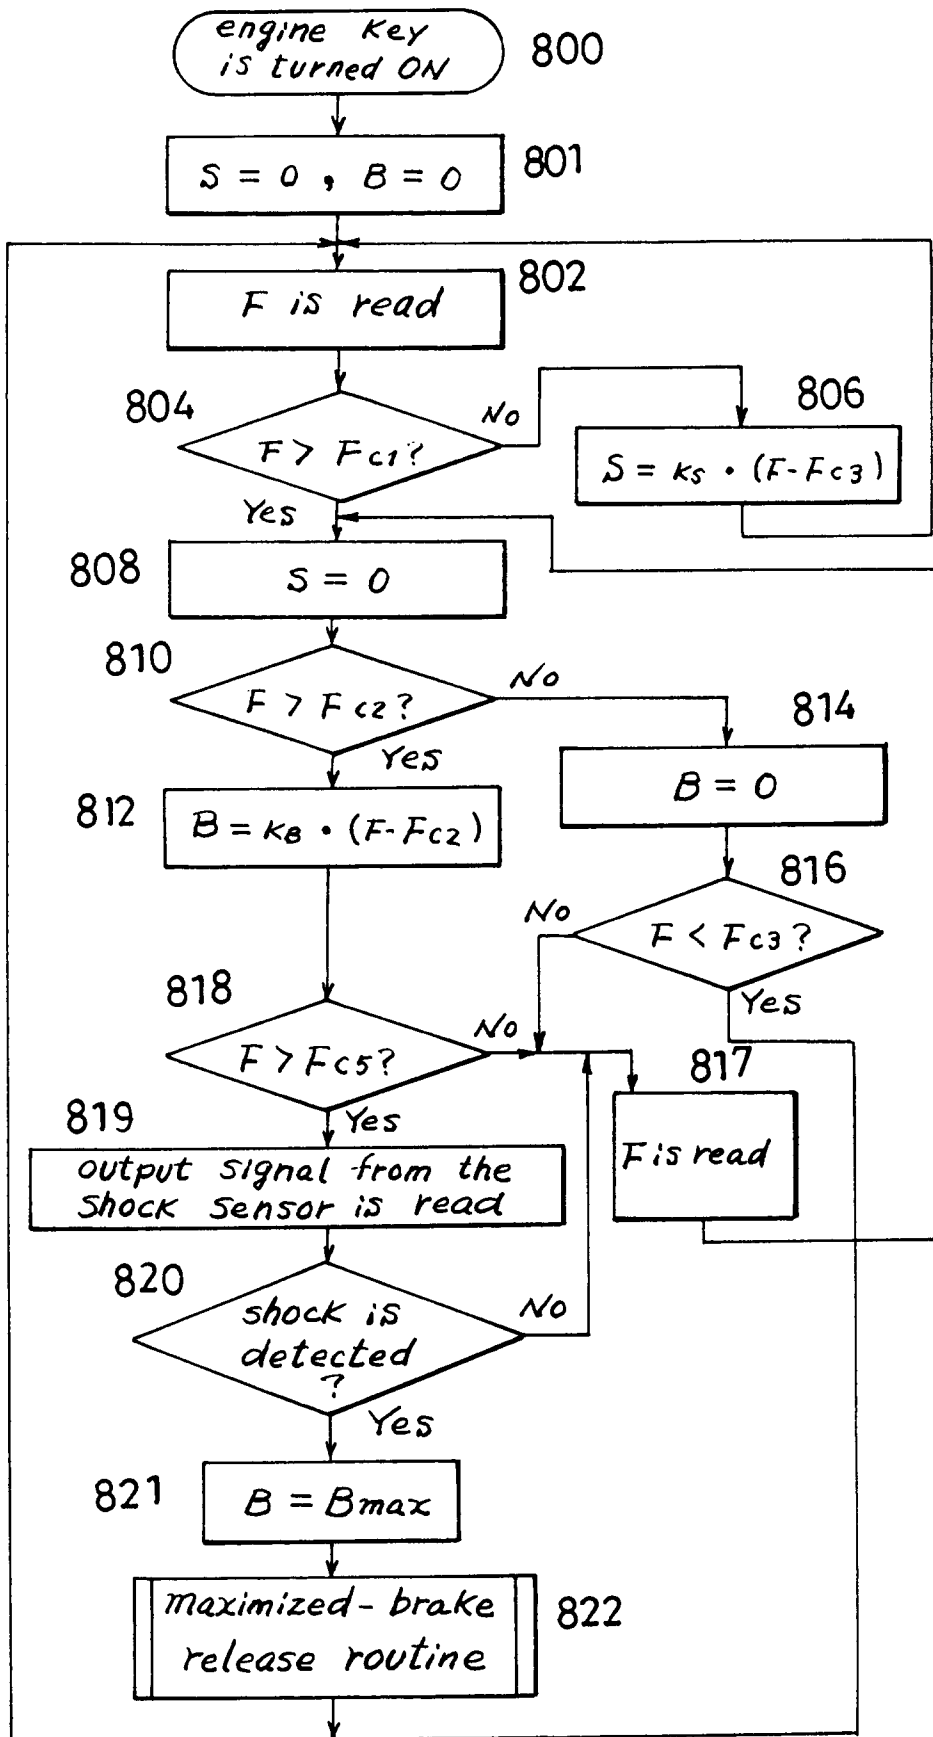 engine key
is turned ON
800
S = 0 , B = 0
801
F is read
802
804
F > Fc1?
No
Yes
806
S = Ks · (F-Fc3)
808
S = 0
810
F > Fc2?
No
Yes
814
B = 0
812
B = KB · (F-Fc2)
816
F < Fc3?
No
Yes
818
F > Fc5?
No
Yes
817
F is read
819
output signal from the
shock sensor is read
820
shock is
detected
?
No
Yes
821
B = Bmax
maximized-brake
release routine
822